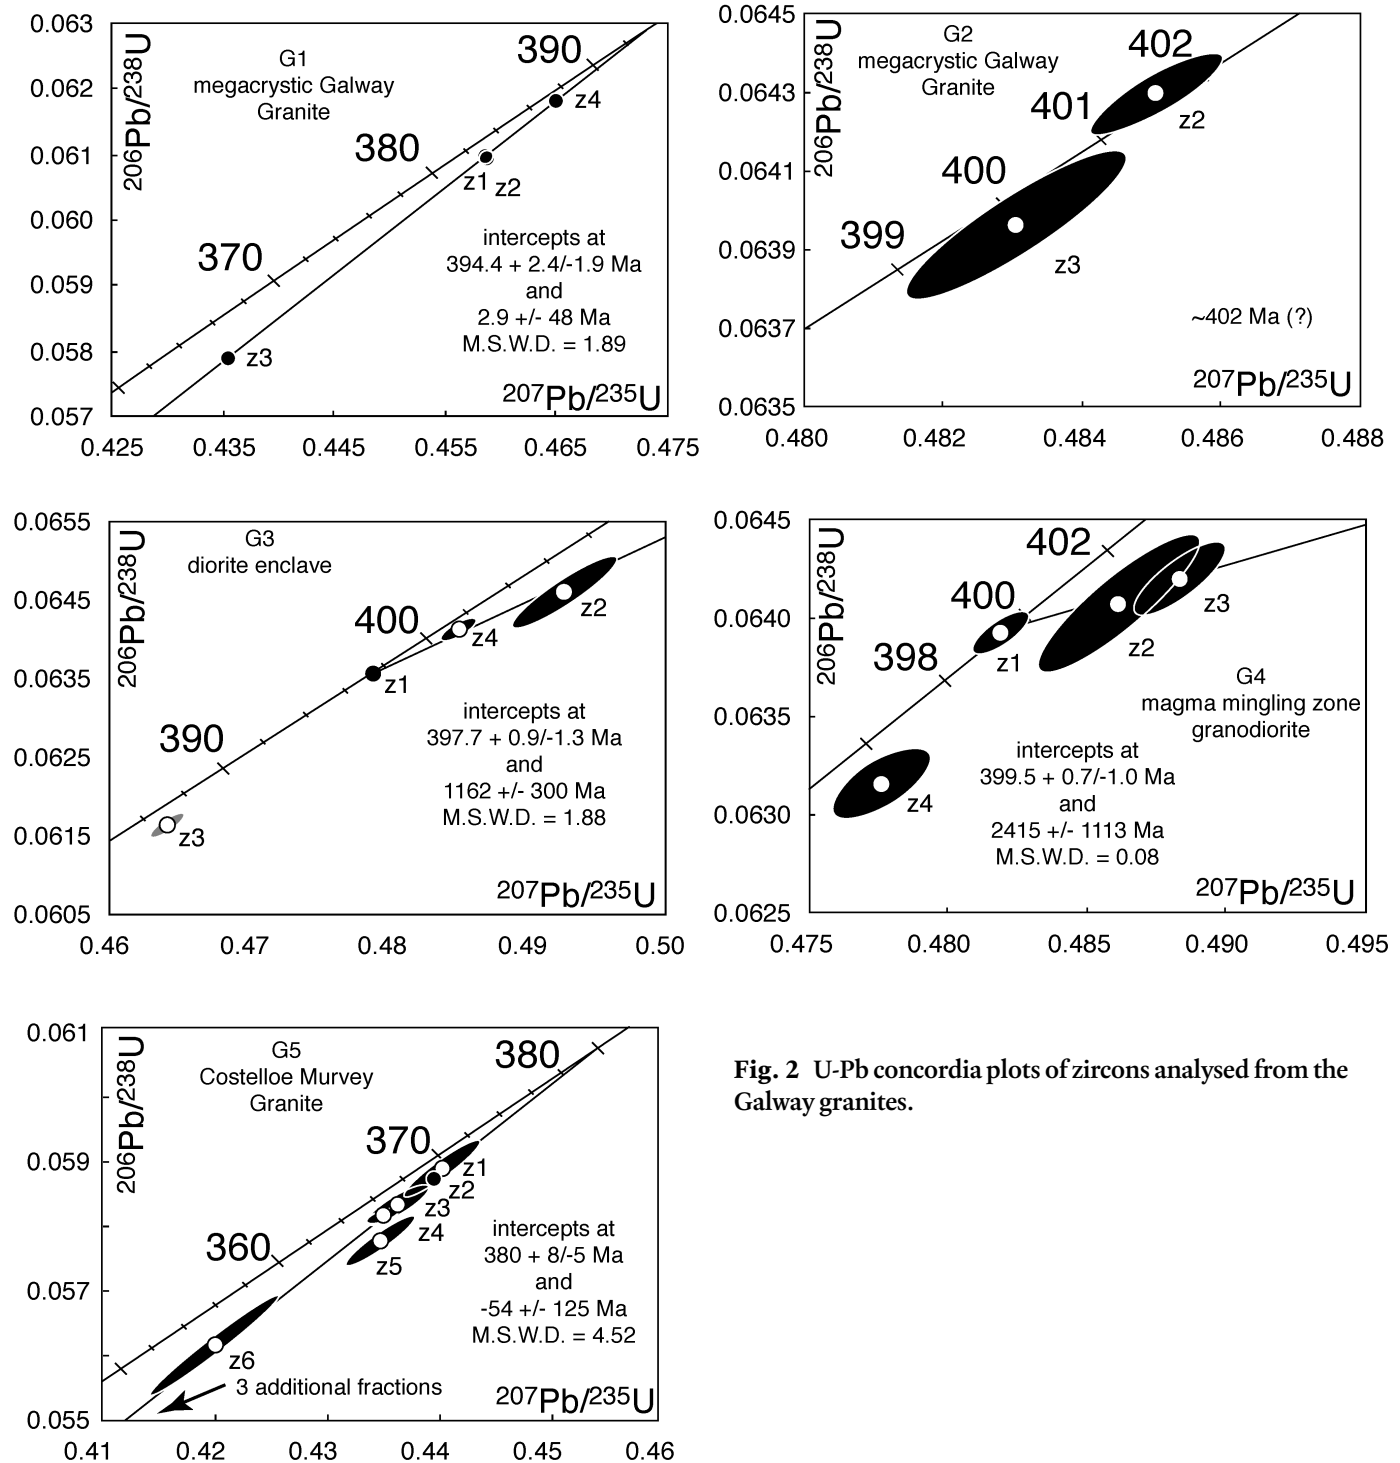 G1
megacrystic Galway
Granite
206Pb/238U
0.063
0.062
0.061
0.060
0.059
0.058
0.057
390
380
370
z4
z1
z2
z3
intercepts at
394.4 + 2.4/-1.9 Ma
and
2.9 +/- 48 Ma
M.S.W.D. = 1.89
207Pb/235U
0.425 0.435 0.445 0.455 0.465 0.475
G2
megacrystic Galway
Granite
206Pb/238U
0.0645
0.0643
0.0641
0.0639
0.0637
0.0635
402
401
400
399
z2
z3
~402 Ma (?)
207Pb/235U
0.480 0.482 0.484 0.486 0.488
G3
diorite enclave
206Pb/238U
0.0655
0.0645
0.0635
0.0625
0.0615
0.0605
400
390
z2
z4
z1
z3
intercepts at
397.7 + 0.9/-1.3 Ma
and
1162 +/- 300 Ma
M.S.W.D. = 1.88
207Pb/235U
0.46 0.47 0.48 0.49 0.50
206Pb/238U
0.0645
0.0640
0.0635
0.0630
0.0625
402
400
398
z3
z2
z1
z4
G4
magma mingling zone
granodiorite
intercepts at
399.5 + 0.7/-1.0 Ma
and
2415 +/- 1113 Ma
M.S.W.D. = 0.08
207Pb/235U
0.475 0.480 0.485 0.490 0.495
G5
Costelloe Murvey
Granite
206Pb/238U
0.061
0.059
0.057
0.055
380
370
360
z1
z2
z3
z4
z5
z6
intercepts at
380 + 8/-5 Ma
and
-54 +/- 125 Ma
M.S.W.D. = 4.52
3 additional fractions
207Pb/235U
0.41 0.42 0.43 0.44 0.45 0.46
Fig. 2 U-Pb concordia plots of zircons analysed from the
Galway granites.